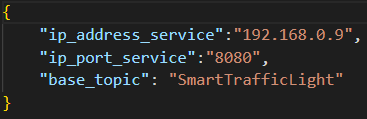 {
"ip_address_service":"192.168.0.9",
"ip_port_service":"8080",
"base_topic": "SmartTrafficLight"
}